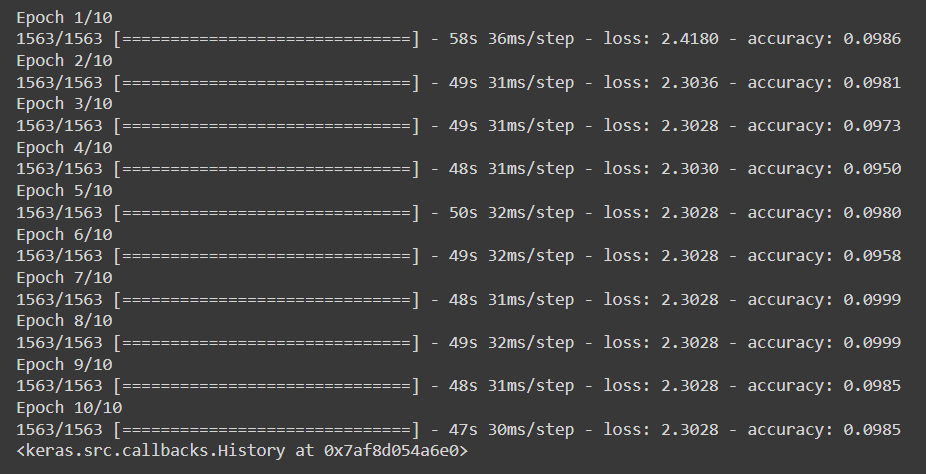 Epoch 1/10
1563/1563 [==============================] - 58s 36ms/step - loss: 2.4180 - accuracy: 0.0986
Epoch 2/10
1563/1563 [==============================] - 49s 31ms/step - loss: 2.3036 - accuracy: 0.0981
Epoch 3/10
1563/1563 [==============================] - 49s 31ms/step - loss: 2.3028 - accuracy: 0.0973
Epoch 4/10
1563/1563 [==============================] - 48s 31ms/step - loss: 2.3030 - accuracy: 0.0950
Epoch 5/10
1563/1563 [==============================] - 50s 32ms/step - loss: 2.3028 - accuracy: 0.0980
Epoch 6/10
1563/1563 [==============================] - 49s 32ms/step - loss: 2.3028 - accuracy: 0.0958
Epoch 7/10
1563/1563 [==============================] - 48s 31ms/step - loss: 2.3028 - accuracy: 0.0999
Epoch 8/10
1563/1563 [==============================] - 49s 32ms/step - loss: 2.3028 - accuracy: 0.0999
Epoch 9/10
1563/1563 [==============================] - 48s 31ms/step - loss: 2.3028 - accuracy: 0.0985
Epoch 10/10
1563/1563 [==============================] - 47s 30ms/step - loss: 2.3028 - accuracy: 0.0985
<keras.src.callbacks.History at 0x7af8d054a6e0>